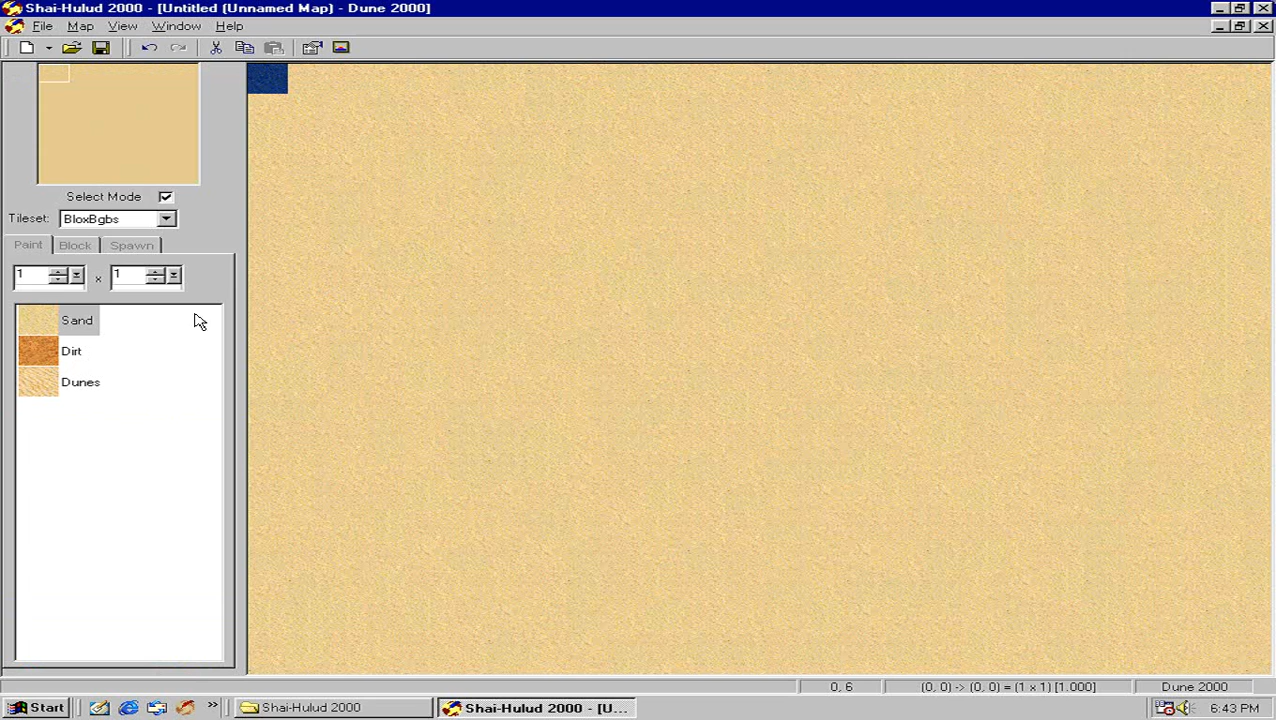 Shai-Hulud 2000 - [Untitled (Unnamed Map) - Dune 2000]
File Map View Window Help
Select Mode
Tileset: BloxBgbs
Paint Block Spawn
1 x 1
Sand
Dirt
Dunes
0, 6 (0, 0) -> (0, 0) = (1 x 1) [1.000] Dune 2000
Start >> Shai-Hulud 2000 Shai-Hulud 2000 - [U... 6:43 PM